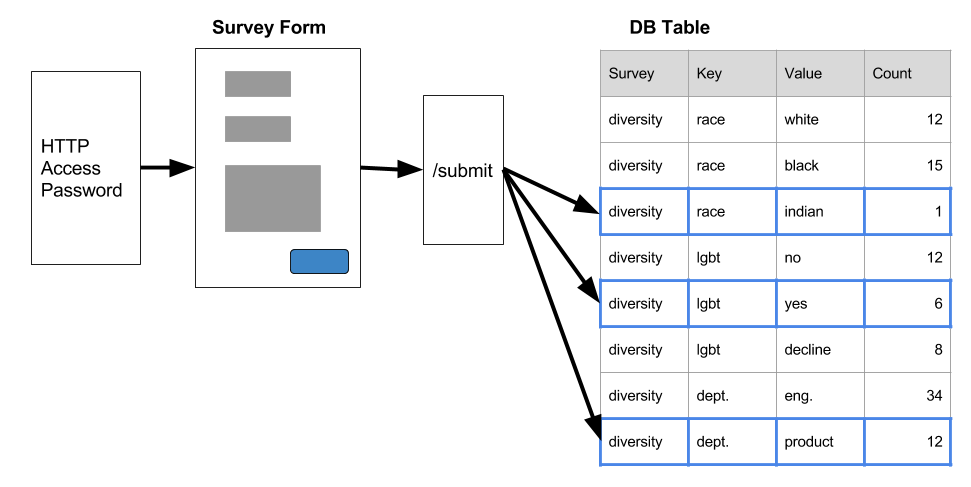 Survey Form
DB Table
HTTP
Access
Password
/submit
Survey Key Value Count
diversity race white 12
diversity race black 15
diversity race indian 1
diversity lgbt no 12
diversity lgbt yes 6
diversity lgbt decline 8
diversity dept. eng. 34
diversity dept. product 12